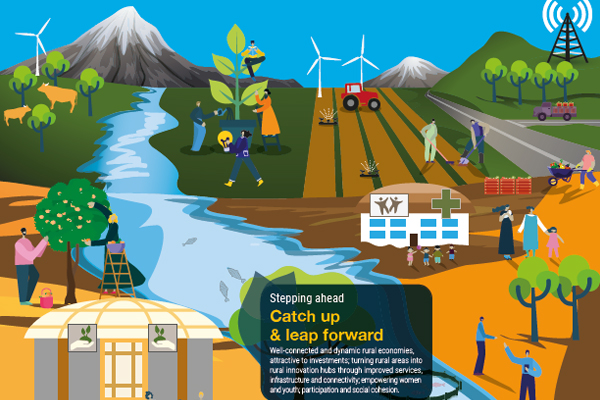 Stepping ahead
Catch up
& leap forward
Well-connected and dynamic rural economies,
attractive to investments; turning rural areas into
rural innovation hubs through improved services,
infrastructure and connectivity; empowering women
and youth; participation and social cohesion.